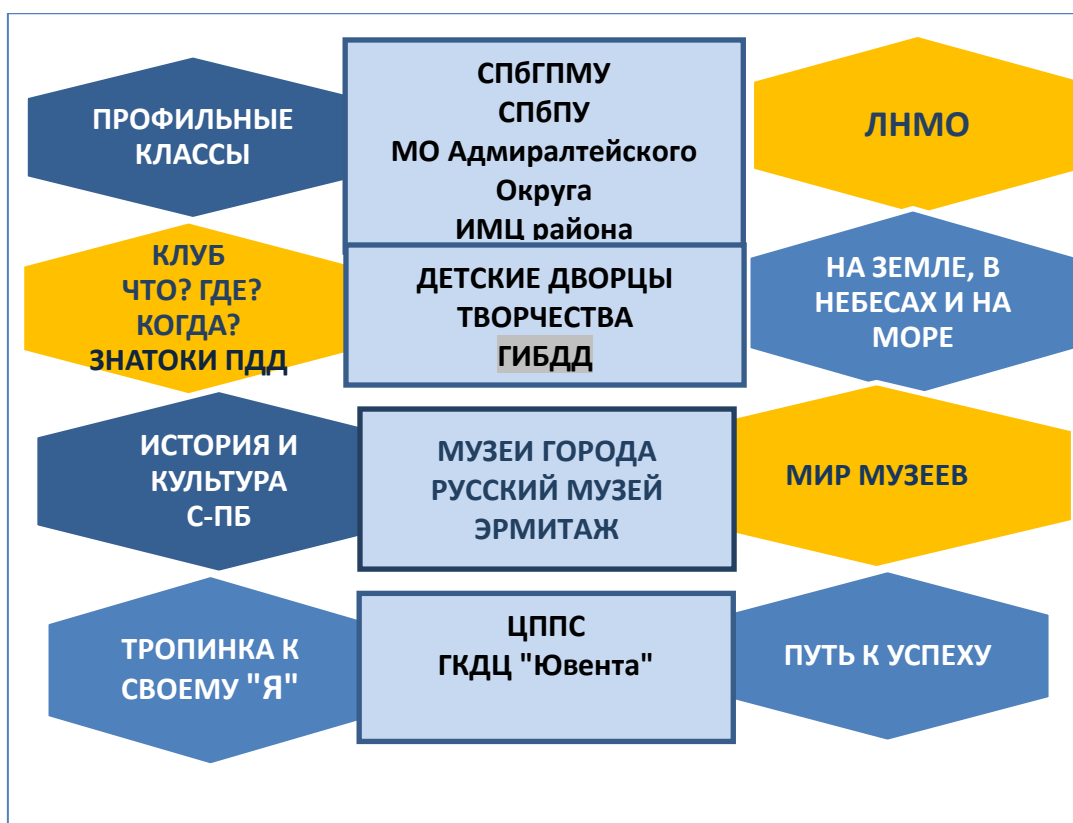 ПРОФИЛЬНЫЕ
КЛАССЫ
СПбГПМУ
СПбПУ
МО Адмиралтейского
Округа
ИМЦ района
ЛНМО
КЛУБ
ЧТО? ГДЕ?
КОГДА?
ЗНАТОКИ ПДД
ДЕТСКИЕ ДВОРЦЫ
ТВОРЧЕСТВА
ГИБДД
НА ЗЕМЛЕ, В
НЕБЕСАХ И НА
МОРЕ
ИСТОРИЯ И
КУЛЬТУРА
С-ПБ
МУЗЕИ ГОРОДА
РУССКИЙ МУЗЕЙ
ЭРМИТАЖ
МИР МУЗЕЕВ
ТРОПИНКА К
СВОЕМУ "Я"
ЦППС
ГКДЦ "Ювента"
ПУТЬ К УСПЕХУ